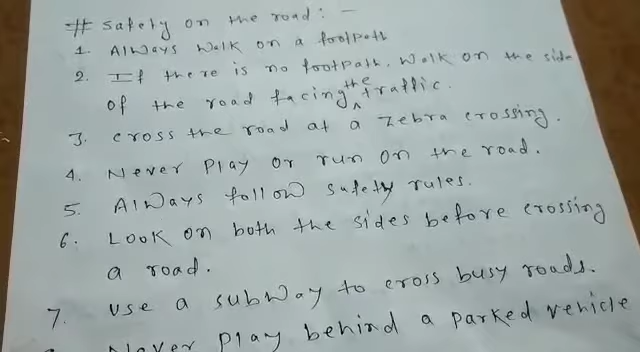 # Safety on the road: -
1. Always walk on a footpath
2. If there is no footpath, walk on the side
of the road facing the traffic.
3. cross the road at a zebra crossing.
4. Never play or run on the road.
5. Always follow safety rules.
6. Look on both the sides before crossing
a road.
7. use a subway to cross busy roads.
Never play behind a parked vehicle